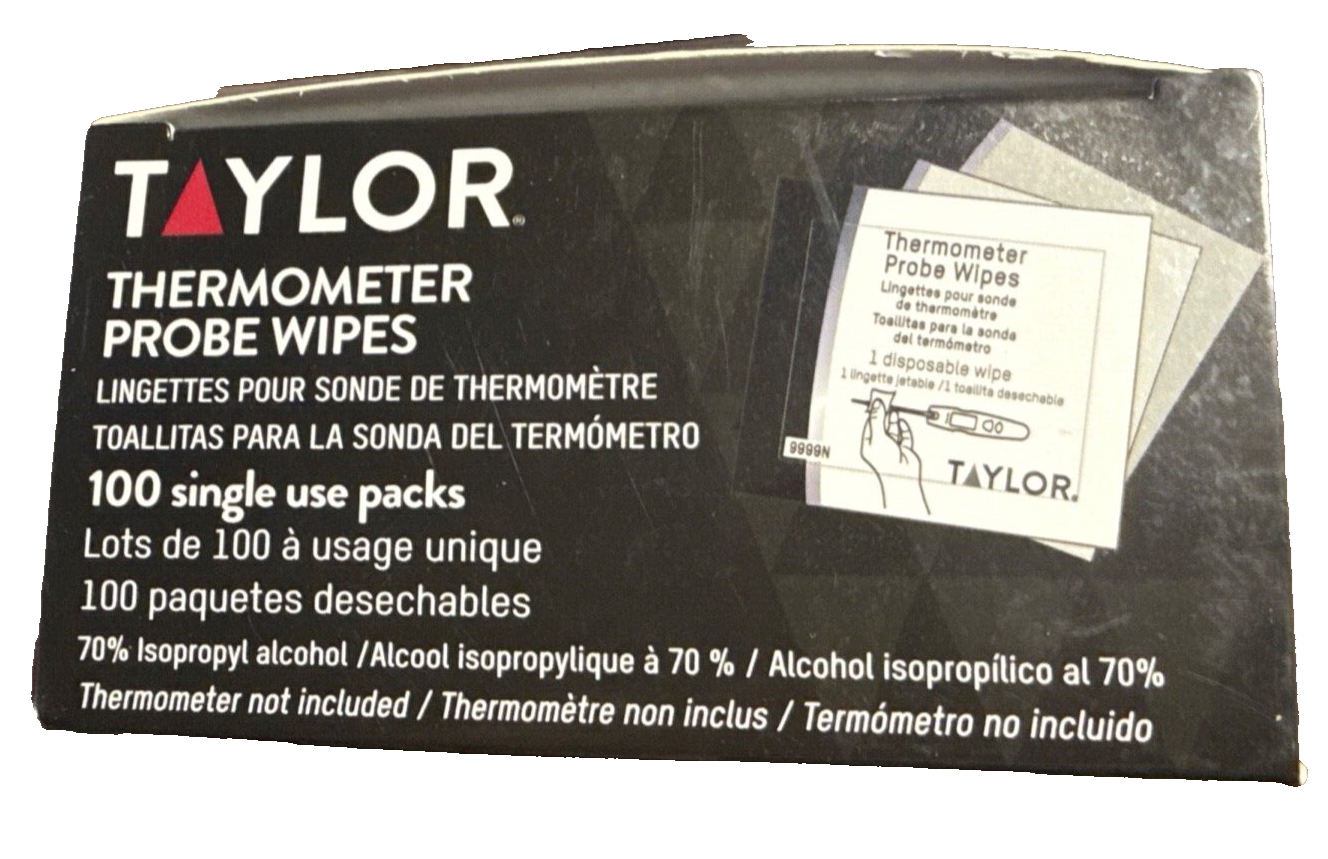 TAYLOR®
THERMOMETER
PROBE WIPES
LINGETTES POUR SONDE DE THERMOMÈTRE
TOALLITAS PARA LA SONDA DEL TERMÓMETRO
100 single use packs
Lots de 100 à usage unique
100 paquetes desechables
70% Isopropyl alcohol /Alcool isopropylique à 70 % / Alcohol isopropílico al 70%
Thermometer not included / Thermomètre non inclus / Termómetro no incluido
Thermometer
Probe Wipes
Lingettes pour sonde
de thermomètre
Toallitas para la sonda
del termómetro
1 disposable wipe
1 lingette jetable /1 toallita desechable
9999N
TAYLOR®